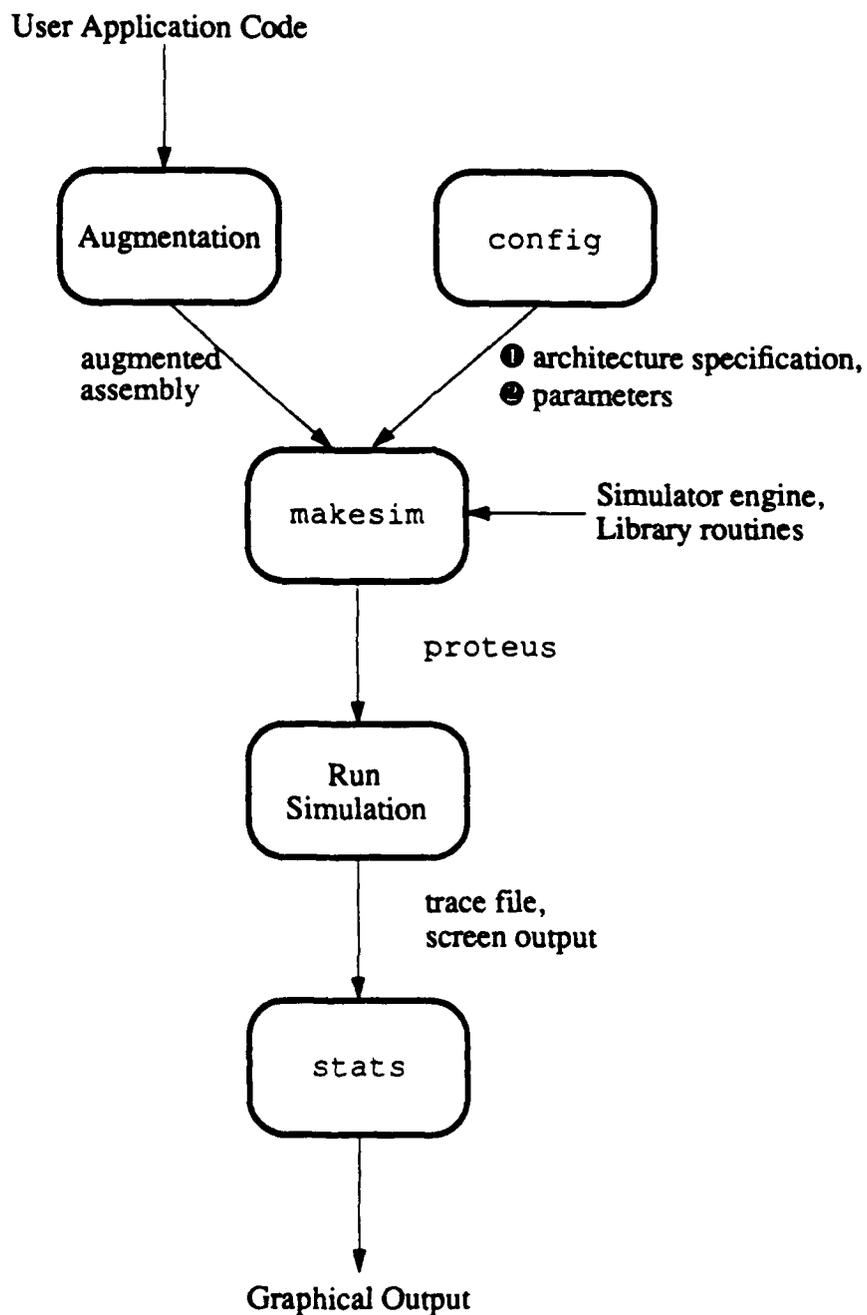 User Application Code
Augmentation
config
augmented
assembly
❶ architecture specification,
❷ parameters
makesim
Simulator engine,
Library routines
proteus
Run
Simulation
trace file,
screen output
stats
Graphical Output